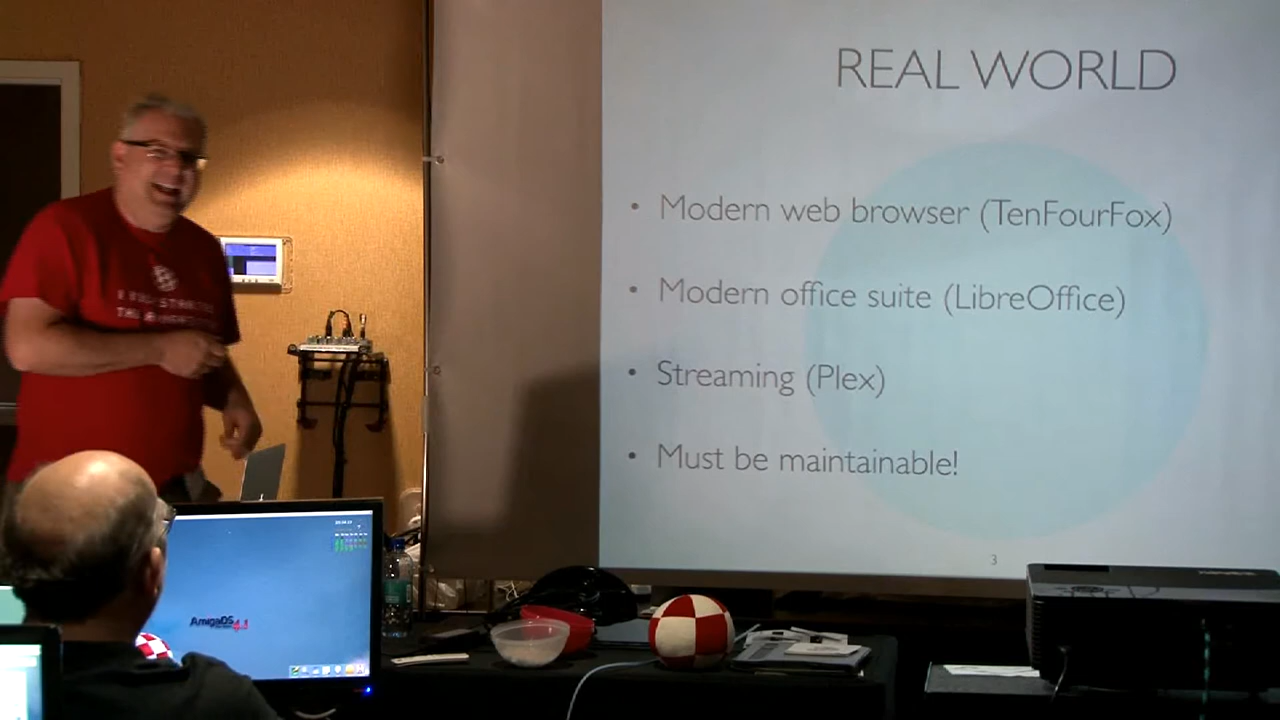 REAL WORLD
• Modern web browser (TenFourFox)
• Modern office suite (LibreOffice)
• Streaming (Plex)
• Must be maintainable!
3
AmigaOS 4.1